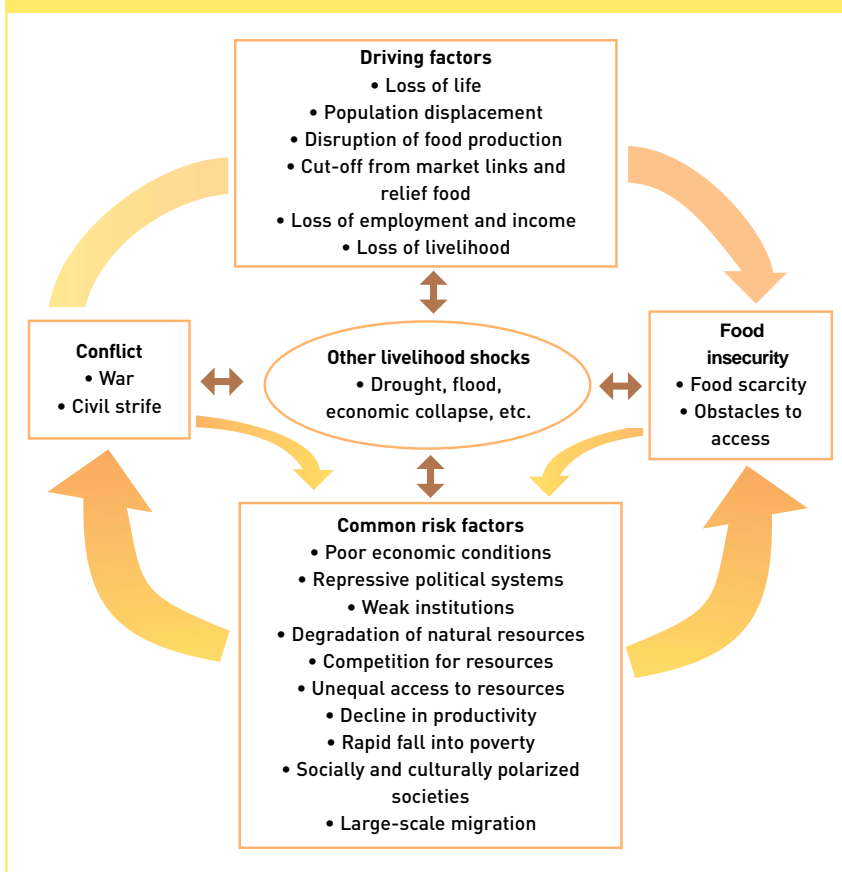 Driving factors
• Loss of life
• Population displacement
• Disruption of food production
• Cut-off from market links and
relief food
• Loss of employment and income
• Loss of livelihood
Conflict
• War
• Civil strife
Other livelihood shocks
• Drought, flood,
economic collapse, etc.
Food
insecurity
• Food scarcity
• Obstacles to
access
Common risk factors
• Poor economic conditions
• Repressive political systems
• Weak institutions
• Degradation of natural resources
• Competition for resources
• Unequal access to resources
• Decline in productivity
• Rapid fall into poverty
• Socially and culturally polarized
societies
• Large-scale migration